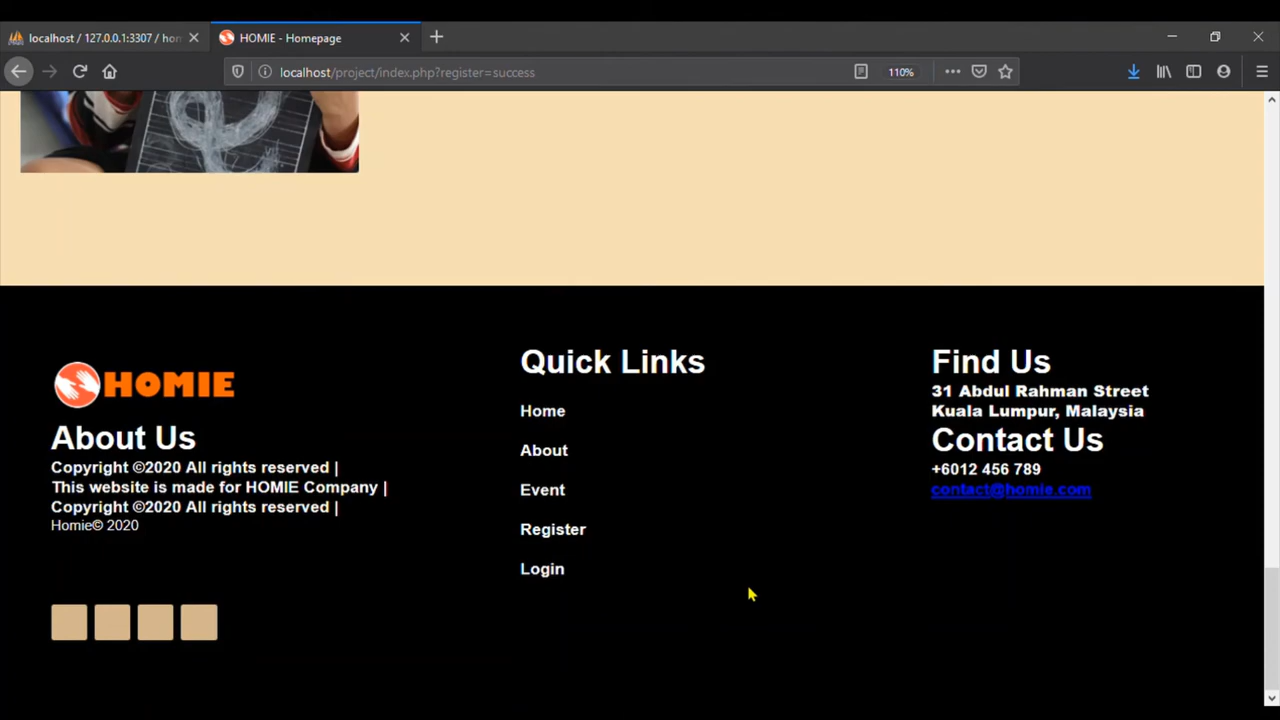 localhost / 127.0.0.1:3307 / hom
HOMIE - Homepage
localhost/project/index.php?register=success
110%
HOMIE
About Us
Copyright ©2020 All rights reserved |
This website is made for HOMIE Company |
Copyright ©2020 All rights reserved |
Homie© 2020
Quick Links
Home
About
Event
Register
Login
Find Us
31 Abdul Rahman Street
Kuala Lumpur, Malaysia
Contact Us
+6012 456 789
contact@homie.com